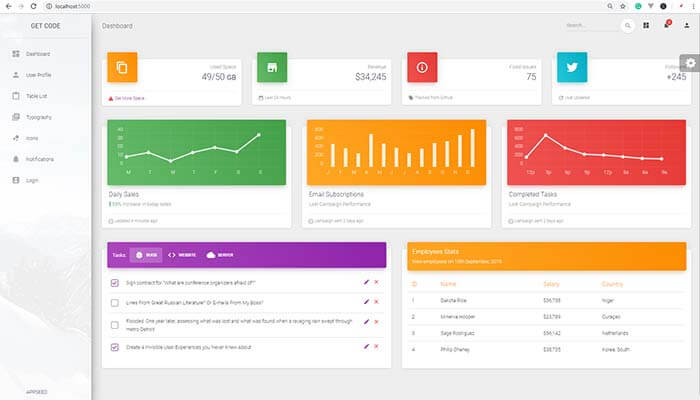 localhost:5000
GET CODE
Dashboard
Search...
Dashboard
User Profile
Table List
Typography
Icons
Notifications
Login
APPSEED
Used Space
49/50 GB
Get More Space...
Revenue
$34,245
Last 24 Hours
Fixed Issues
75
Tracked from Github
Followers
+245
Just Updated
40
30
20
10
0
M T W T F S S
Daily Sales
55% increase in today sales.
updated 4 minutes ago
800
600
400
200
0
J F M A M J J A S O N D
Email Subscriptions
Last Campaign Performance
campaign sent 2 days ago
800
600
400
200
0
12p 3p 6p 9p 12p 3a 6a 9a
Completed Tasks
Last Campaign Performance
campaign sent 2 days ago
Tasks: BUGS WEBSITE SERVER
Sign contract for "What are conference organizers afraid of?"
Lines From Great Russian Literature? Or E-mails From My Boss?
Flooded: One year later, assessing what was lost and what was found when a ravaging rain swept through
metro Detroit
Create 4 Invisible User Experiences you Never Knew About
Employees Stats
New employees on 15th September, 2016
ID Name Salary Country
1 Dakota Rice $36,738 Niger
2 Minerva Hooper $23,789 Curaçao
3 Sage Rodriguez $56,142 Netherlands
4 Philip Chaney $38,735 Korea, South